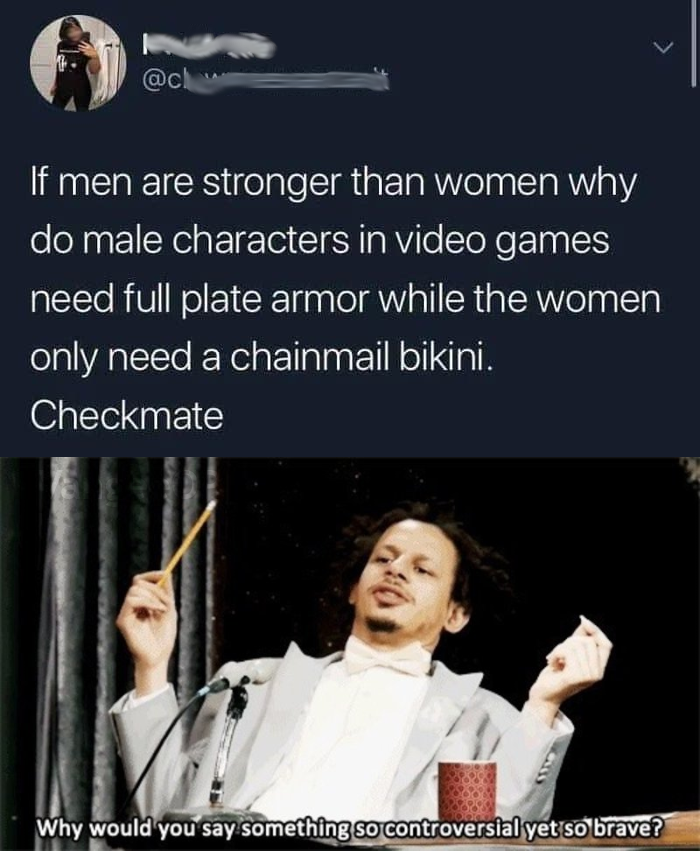 If men are stronger than women why
do male characters in video games
need full plate armor while the women
only need a chainmail bikini.
Checkmate
Why would you say something so controversial yet so brave?